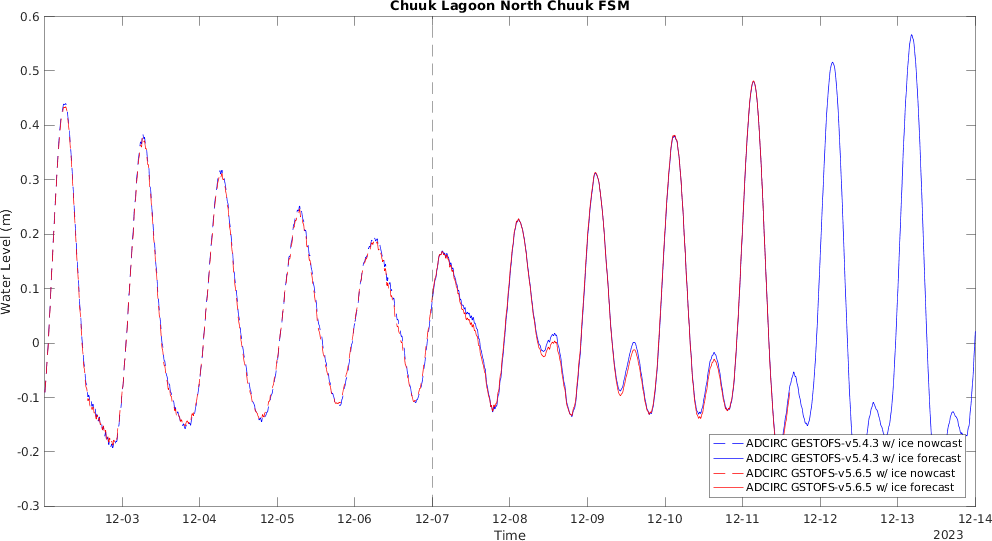 Chuuk Lagoon North Chuuk FSM
Water Level (m)
0.6
0.5
0.4
0.3
0.2
0.1
0
-0.1
-0.2
-0.3
12-03 12-04 12-05 12-06 12-07 12-08 12-09 12-10 12-11 12-12 12-13 12-14
Time
2023
ADCIRC GESTOFS-v5.4.3 w/ ice nowcast
ADCIRC GESTOFS-v5.4.3 w/ ice forecast
ADCIRC GSTOFS-v5.6.5 w/ ice nowcast
ADCIRC GSTOFS-v5.6.5 w/ ice forecast